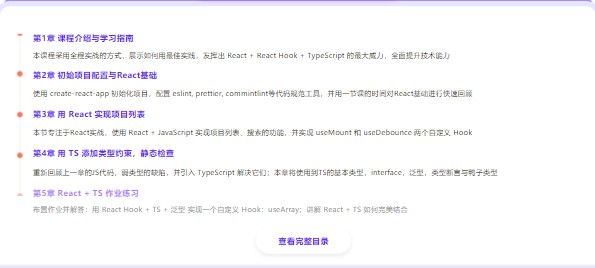 第1章 课程介绍与学习指南
本课程采用全程实战的方式，展示如何用最佳实践，发挥出 React + React Hook + TypeScript 的最大威力，全面提升技术能力
第2章 初始项目配置与React基础
使用 create-react-app 初始化项目，配置 eslint, prettier, commintlint等代码规范工具，并用一节课的时间对React基础进行快速回顾
第3章 用 React 实现项目列表
本节专注于React实战，使用 React + JavaScript 实现项目列表、搜索的功能，并实现 useMount 和 useDebounce 两个自定义 Hook
第4章 用 TS 添加类型约束，静态检查
重新回顾上一章的JS代码，弱类型的缺陷，并引入 TypeScript 解决它们；本章将使用到TS的基本类型，interface，泛型，类型断言与鸭子类型
第5章 React + TS 作业练习
布置作业并解答：用 React Hook + TS + 泛型 实现一个自定义 Hook：useArray；讲解 React + TS 如何完美结合
查看完整目录